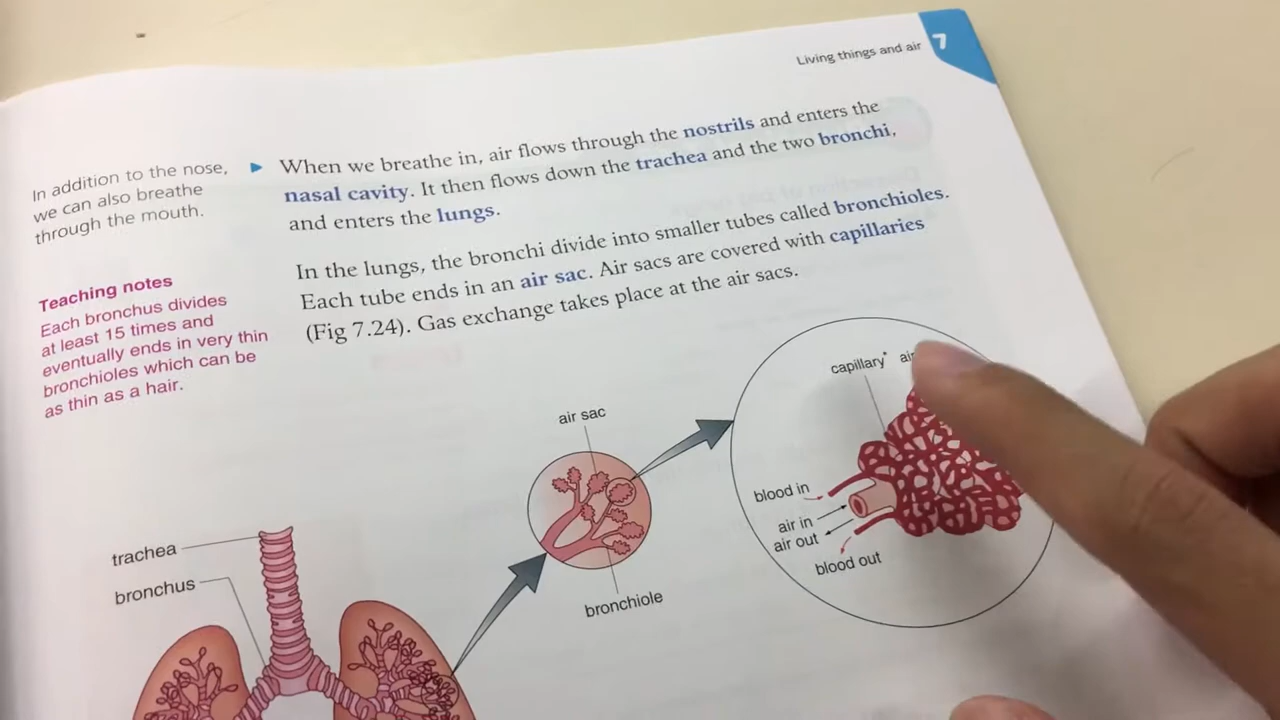 Living things and air 7
In addition to the nose,
we can also breathe
through the mouth.
When we breathe in, air flows through the nostrils and enters the
nasal cavity. It then flows down the trachea and the two bronchi,
and enters the lungs.
In the lungs, the bronchi divide into smaller tubes called bronchioles.
Each tube ends in an air sac. Air sacs are covered with capillaries
(Fig 7.24). Gas exchange takes place at the air sacs.
Teaching notes
Each bronchus divides
at least 15 times and
eventually ends in very thin
bronchioles which can be
as thin as a hair.
capillary* air
air sac
blood in
air in
air out
blood out
trachea
bronchus
bronchiole